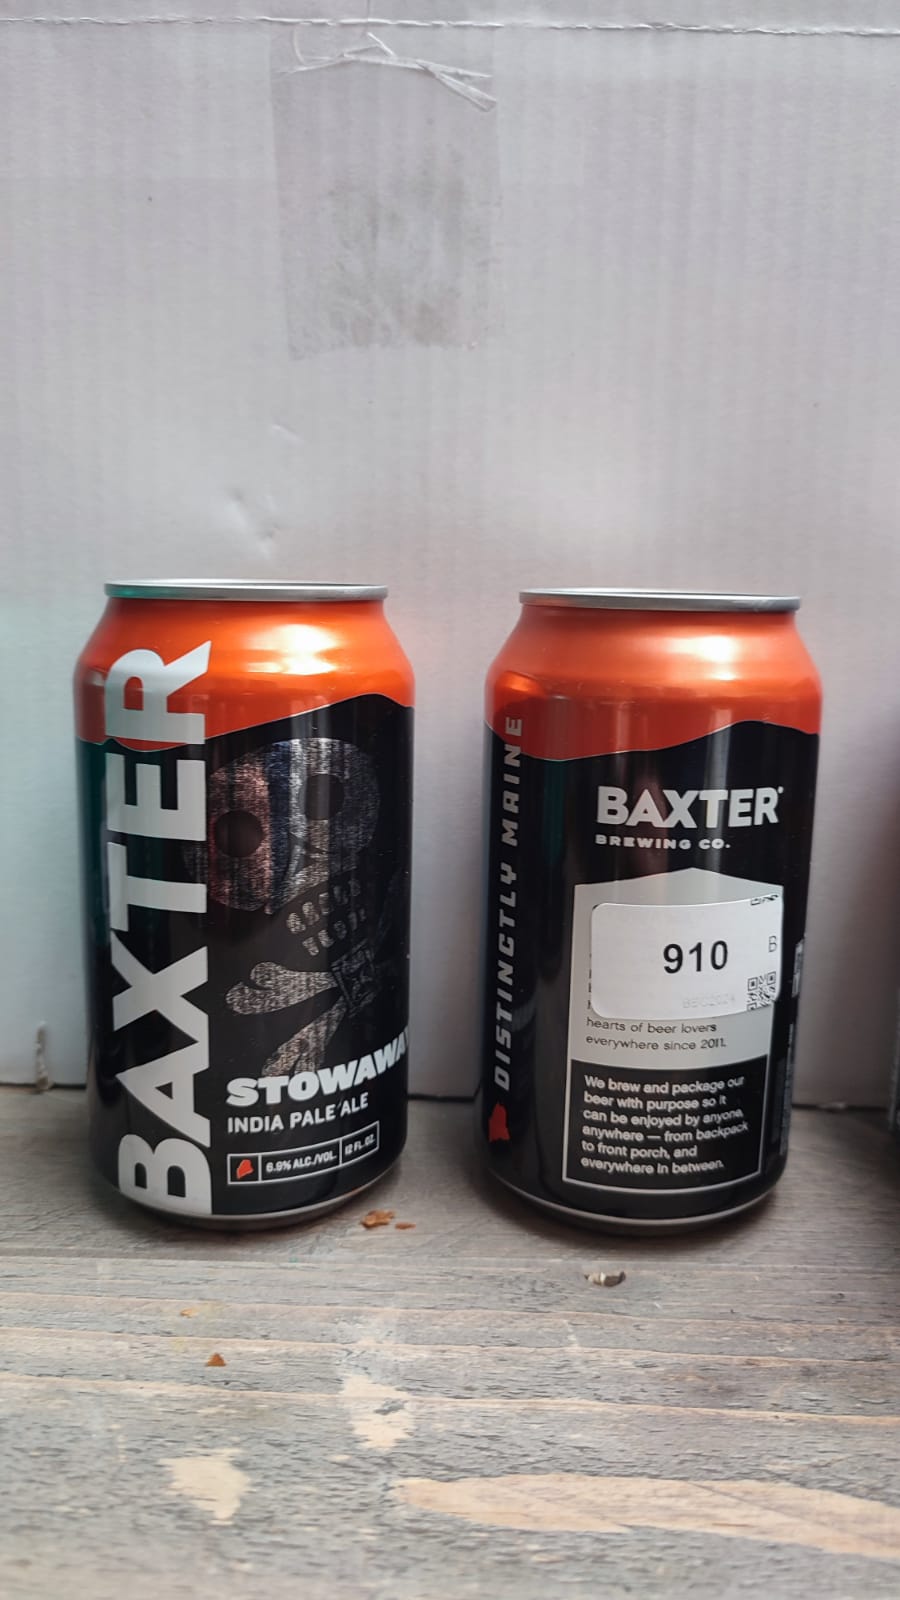 BAXTER
STOWAWAY
INDIA PALE ALE
6.9% ALC./VOL.
12 FL. OZ.
DISTINCTLY MAINE
BAXTER
BREWING CO.
910
B
BSC2024
hearts of beer lovers
everywhere since 2011.
We brew and package our
beer with purpose so it
can be enjoyed by anyone,
anywhere — from backpack
to front porch, and
everywhere in between.